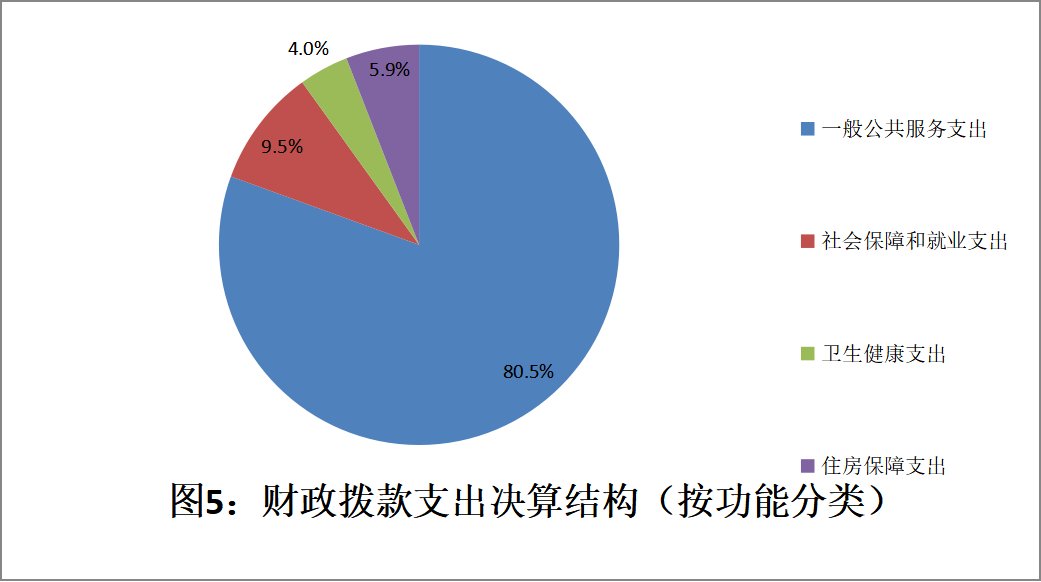 4.0%
5.9%
9.5%
80.5%
一般公共服务支出
社会保障和就业支出
卫生健康支出
住房保障支出
图5：财政拨款支出决算结构（按功能分类）